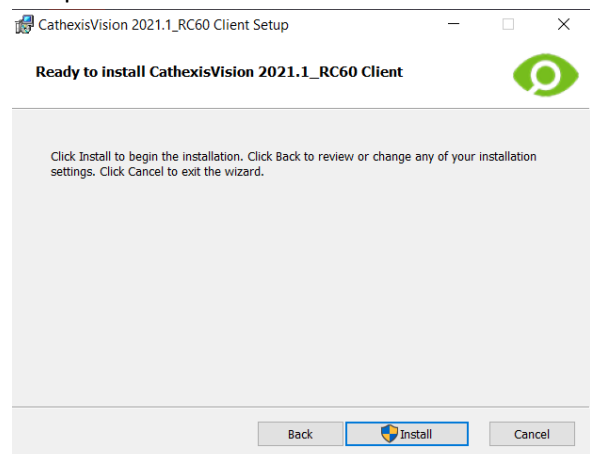 CathexisVision 2021.1_RC60 Client Setup
Ready to install CathexisVision 2021.1_RC60 Client
Click Install to begin the installation. Click Back to review or change any of your installation
settings. Click Cancel to exit the wizard.
Back Install Cancel